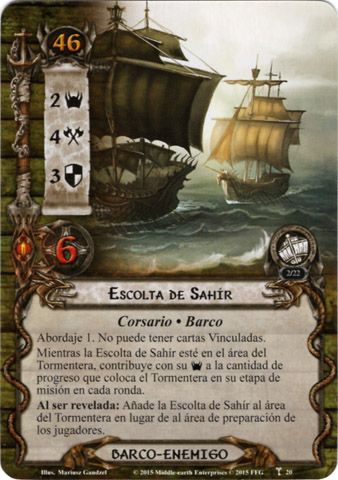 46
2
4
3
6
2/22
ESCOLTA DE SAHÍR
Corsario • Barco
Abordaje 1. No puede tener cartas Vinculadas.
Mientras la Escolta de Sahír esté en el área del
Tormentera, contribuye con su a la cantidad de
progreso que coloca el Tormentera en su etapa de
misión en cada ronda.
Al ser revelada: Añade la Escolta de Sahír al área
del Tormentera en lugar de al área de preparación de
los jugadores.
BARCO-ENEMIGO
Illus. Mariusz Gandzel
© 2015 Middle-earth Enterprises © 2015 FFG
20